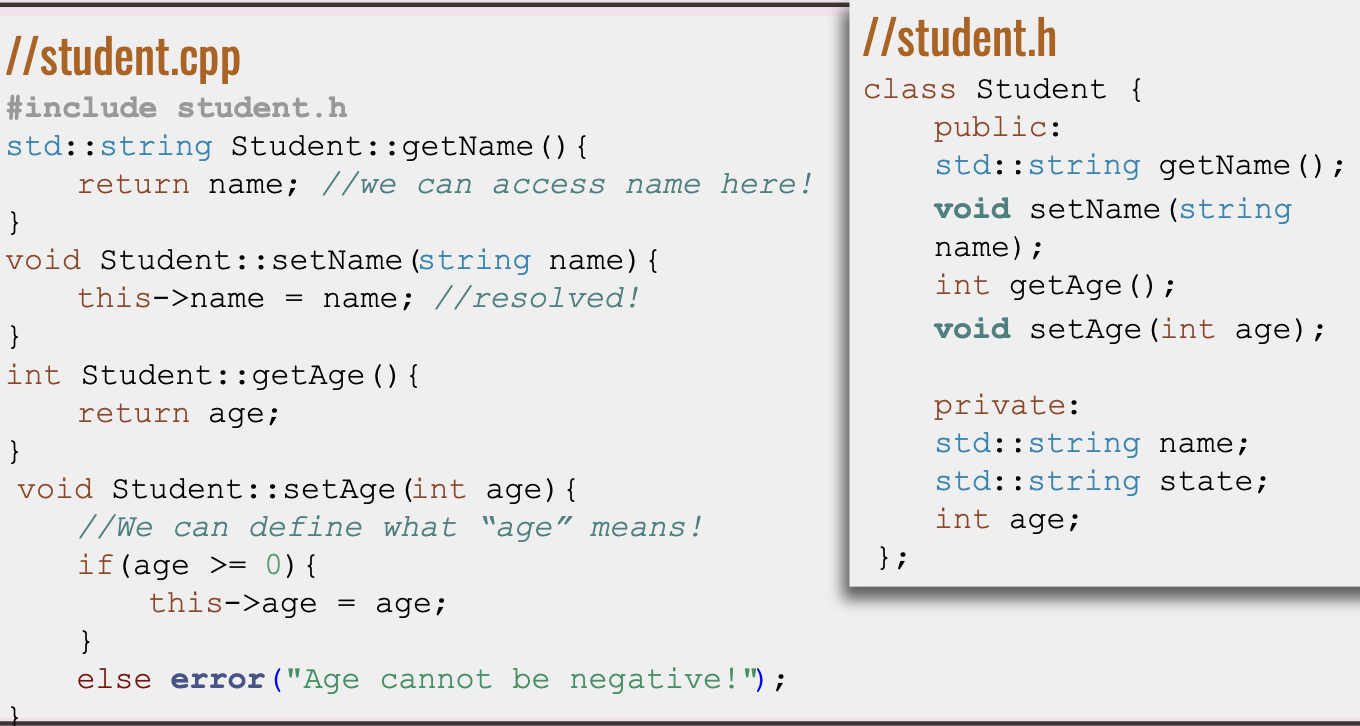 //student.cpp
#include student.h
std::string Student::getName(){
return name; //we can access name here!
}
void Student::setName(string name){
this->name = name; //resolved!
}
int Student::getAge(){
return age;
}
void Student::setAge(int age){
//We can define what “age” means!
if(age >= 0){
this->age = age;
}
else error("Age cannot be negative!");
}
//student.h
class Student {
public:
std::string getName();
void setName(string
name);
int getAge();
void setAge(int age);
private:
std::string name;
std::string state;
int age;
};